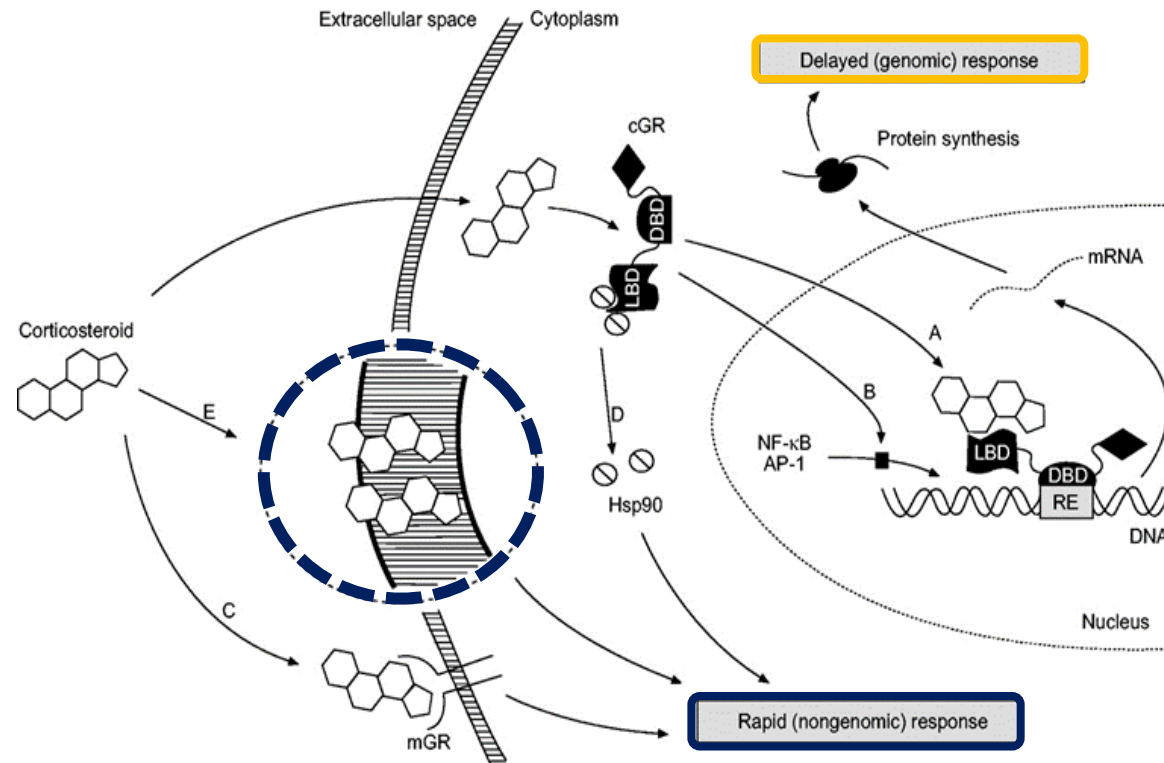 Extracellular space
Cytoplasm
Delayed (genomic) response
cGR
Protein synthesis
DBD
LBD
mRNA
Corticosteroid
A
E
B
D
NF-κB
AP-1
LBD
DBD
RE
Hsp90
DNA
C
Nucleus
mGR
Rapid (nongenomic) response